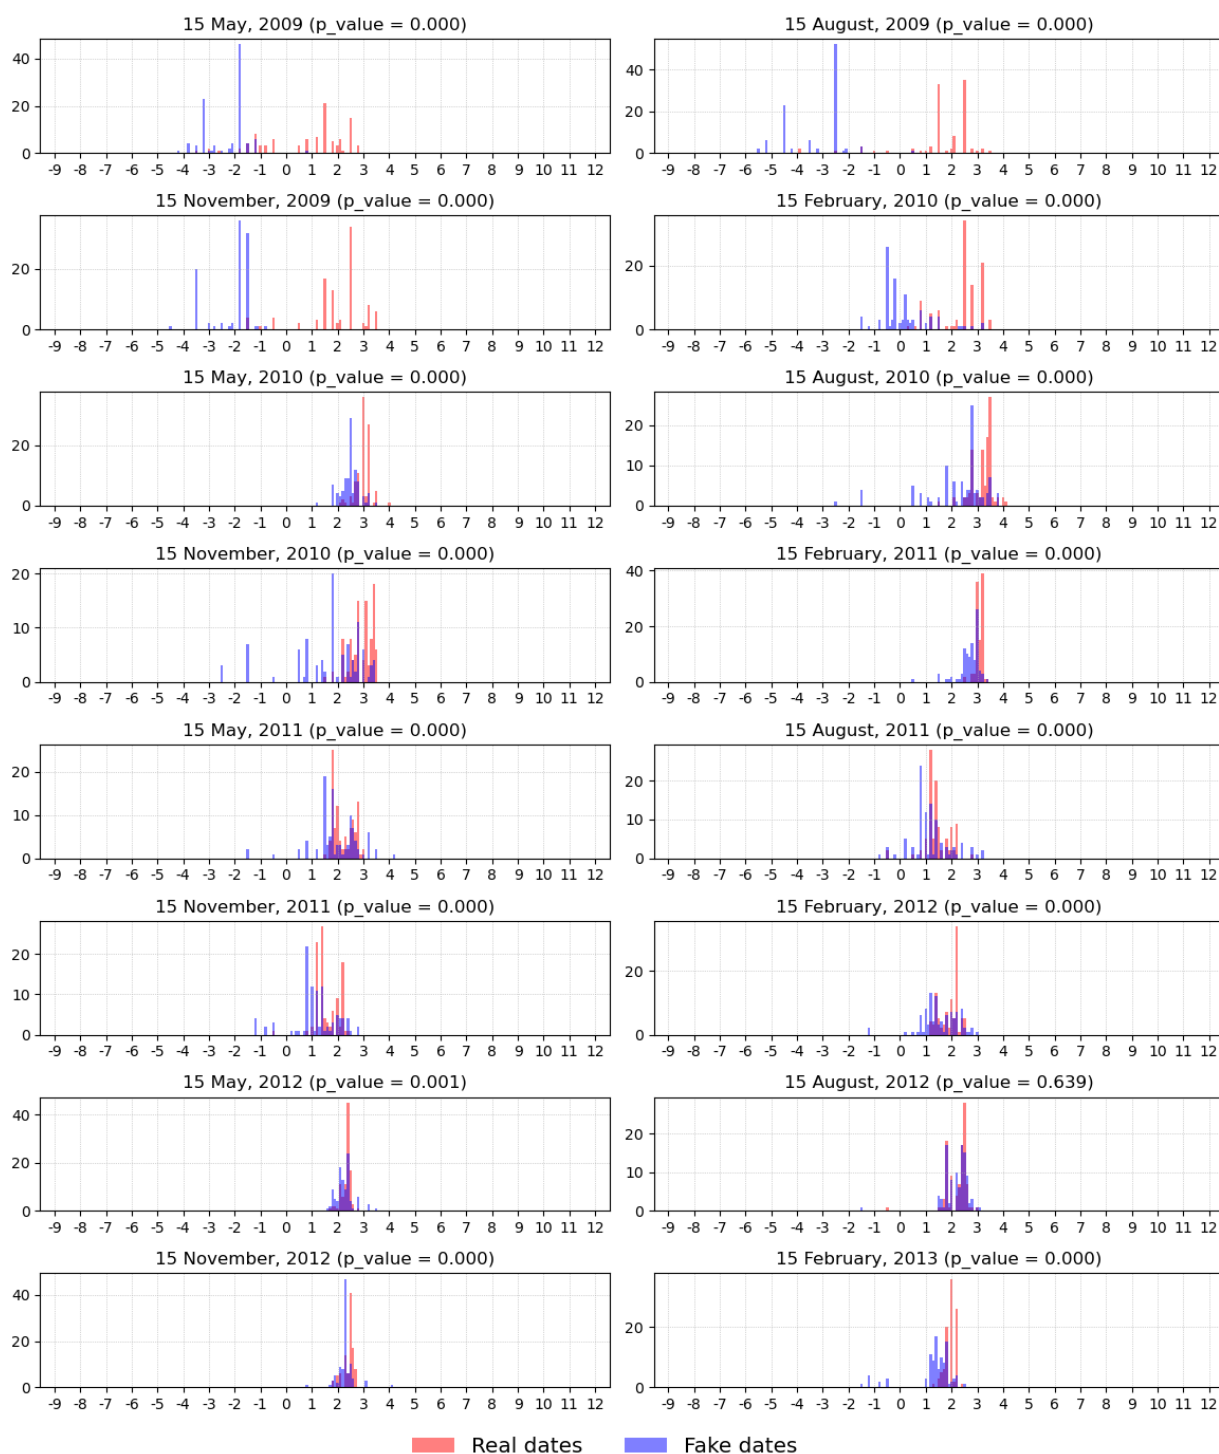 15 May, 2009 (p_value = 0.000)
40
20
0
-9 -8 -7 -6 -5 -4 -3 -2 -1 0 1 2 3 4 5 6 7 8 9 10 11 12
15 August, 2009 (p_value = 0.000)
40
20
0
-9 -8 -7 -6 -5 -4 -3 -2 -1 0 1 2 3 4 5 6 7 8 9 10 11 12
15 November, 2009 (p_value = 0.000)
20
0
-9 -8 -7 -6 -5 -4 -3 -2 -1 0 1 2 3 4 5 6 7 8 9 10 11 12
15 February, 2010 (p_value = 0.000)
20
0
-9 -8 -7 -6 -5 -4 -3 -2 -1 0 1 2 3 4 5 6 7 8 9 10 11 12
15 May, 2010 (p_value = 0.000)
20
0
-9 -8 -7 -6 -5 -4 -3 -2 -1 0 1 2 3 4 5 6 7 8 9 10 11 12
15 August, 2010 (p_value = 0.000)
20
10
0
-9 -8 -7 -6 -5 -4 -3 -2 -1 0 1 2 3 4 5 6 7 8 9 10 11 12
15 November, 2010 (p_value = 0.000)
20
10
0
-9 -8 -7 -6 -5 -4 -3 -2 -1 0 1 2 3 4 5 6 7 8 9 10 11 12
15 February, 2011 (p_value = 0.000)
40
20
0
-9 -8 -7 -6 -5 -4 -3 -2 -1 0 1 2 3 4 5 6 7 8 9 10 11 12
15 May, 2011 (p_value = 0.000)
20
10
0
-9 -8 -7 -6 -5 -4 -3 -2 -1 0 1 2 3 4 5 6 7 8 9 10 11 12
15 August, 2011 (p_value = 0.000)
20
10
0
-9 -8 -7 -6 -5 -4 -3 -2 -1 0 1 2 3 4 5 6 7 8 9 10 11 12
15 November, 2011 (p_value = 0.000)
20
10
0
-9 -8 -7 -6 -5 -4 -3 -2 -1 0 1 2 3 4 5 6 7 8 9 10 11 12
15 February, 2012 (p_value = 0.000)
20
0
-9 -8 -7 -6 -5 -4 -3 -2 -1 0 1 2 3 4 5 6 7 8 9 10 11 12
15 May, 2012 (p_value = 0.001)
40
20
0
-9 -8 -7 -6 -5 -4 -3 -2 -1 0 1 2 3 4 5 6 7 8 9 10 11 12
15 August, 2012 (p_value = 0.639)
20
10
0
-9 -8 -7 -6 -5 -4 -3 -2 -1 0 1 2 3 4 5 6 7 8 9 10 11 12
15 November, 2012 (p_value = 0.000)
40
20
0
-9 -8 -7 -6 -5 -4 -3 -2 -1 0 1 2 3 4 5 6 7 8 9 10 11 12
15 February, 2013 (p_value = 0.000)
20
0
-9 -8 -7 -6 -5 -4 -3 -2 -1 0 1 2 3 4 5 6 7 8 9 10 11 12
Real dates Fake dates